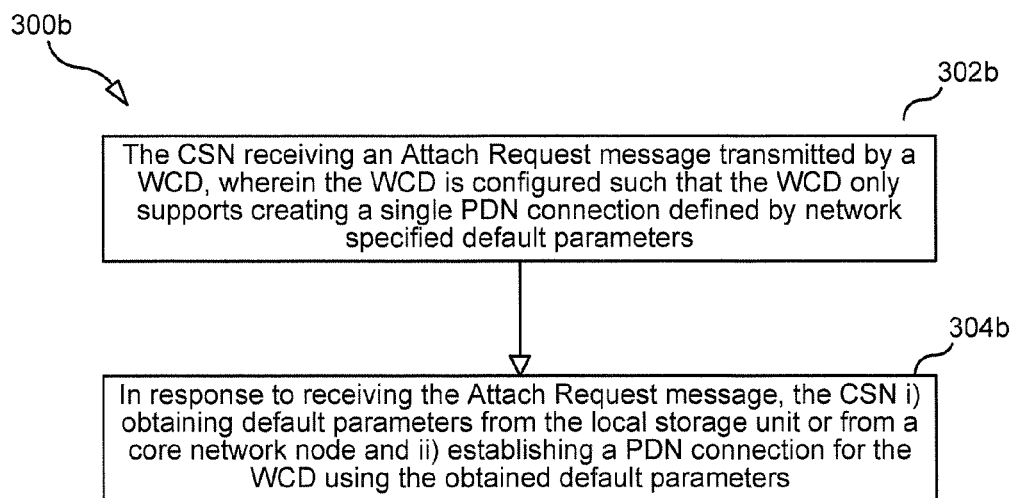 300b
302b
The CSN receiving an Attach Request message transmitted by a
WCD, wherein the WCD is configured such that the WCD only
supports creating a single PDN connection defined by network
specified default parameters
304b
In response to receiving the Attach Request message, the CSN i)
obtaining default parameters from the local storage unit or from a
core network node and ii) establishing a PDN connection for the
WCD using the obtained default parameters